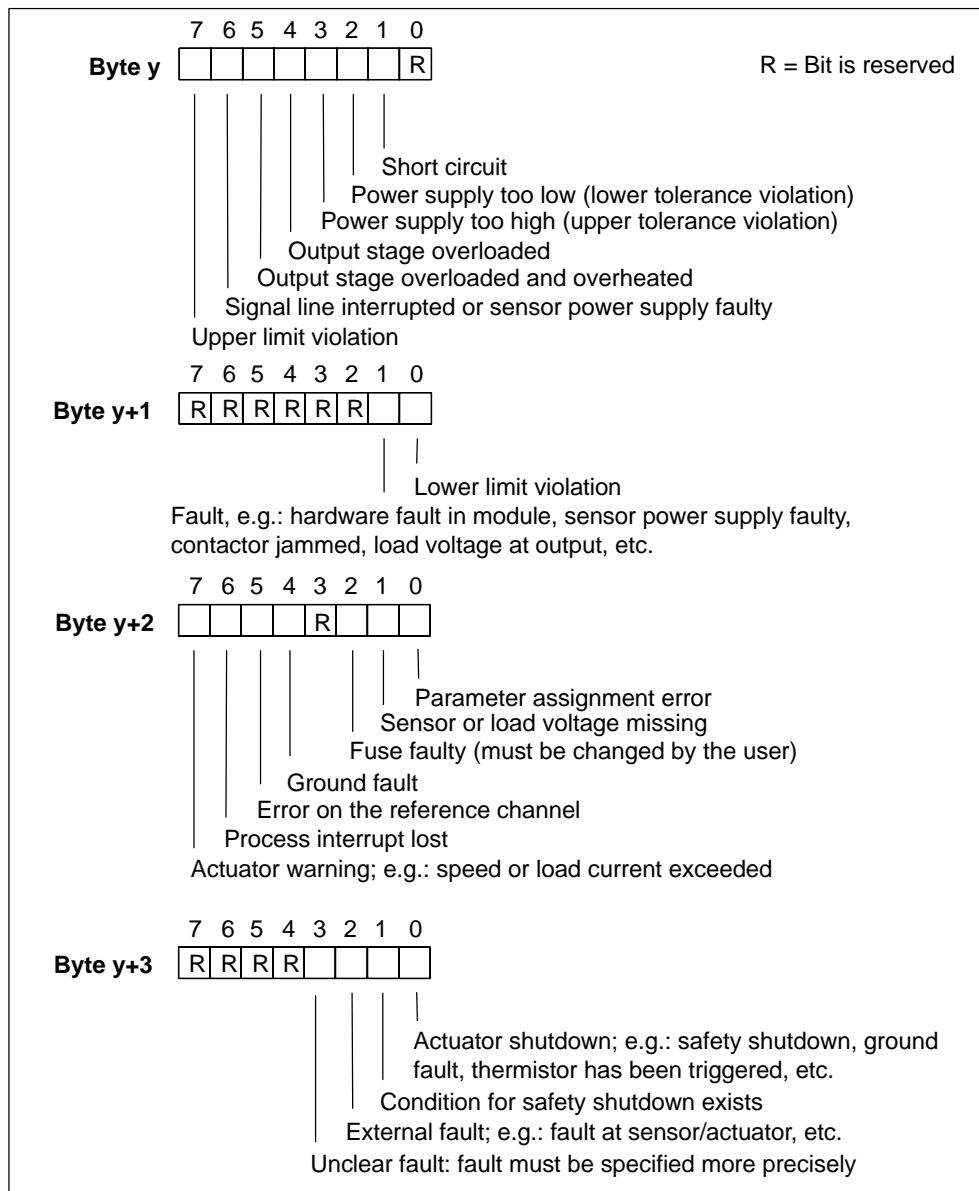 7 6 5 4 3 2 1 0
Byte y R R = Bit is reserved
Short circuit
Power supply too low (lower tolerance violation)
Power supply too high (upper tolerance violation)
Output stage overloaded
Output stage overloaded and overheated
Signal line interrupted or sensor power supply faulty
Upper limit violation
7 6 5 4 3 2 1 0
Byte y+1 R R R R R R
Lower limit violation
Fault, e.g.: hardware fault in module, sensor power supply faulty,
contactor jammed, load voltage at output, etc.
7 6 5 4 3 2 1 0
Byte y+2 R
Parameter assignment error
Sensor or load voltage missing
Fuse faulty (must be changed by the user)
Ground fault
Error on the reference channel
Process interrupt lost
Actuator warning; e.g.: speed or load current exceeded
7 6 5 4 3 2 1 0
Byte y+3 R R R R
Actuator shutdown; e.g.: safety shutdown, ground
fault, thermistor has been triggered, etc.
Condition for safety shutdown exists
External fault; e.g.: fault at sensor/actuator, etc.
Unclear fault: fault must be specified more precisely